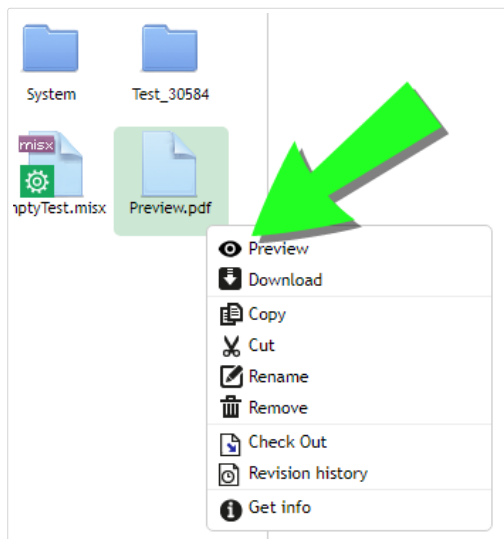 System
Test_30584
misx
ptyTest.misx
Preview.pdf
Preview
Download
Copy
Cut
Rename
Remove
Check Out
Revision history
Get info